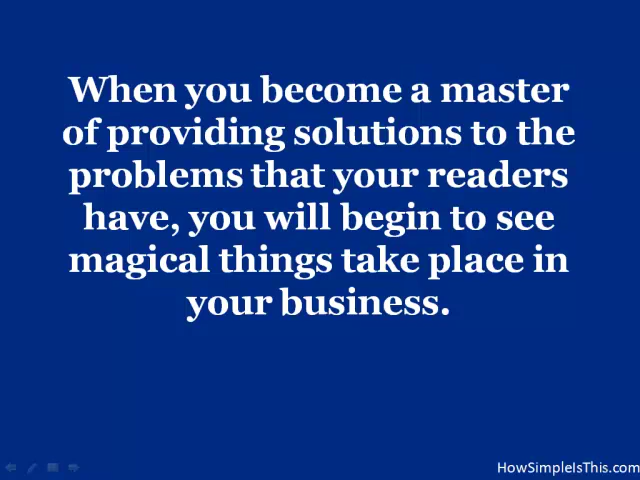 When you become a master
of providing solutions to the
problems that your readers
have, you will begin to see
magical things take place in
your business.
HowSimpleIsThis.com